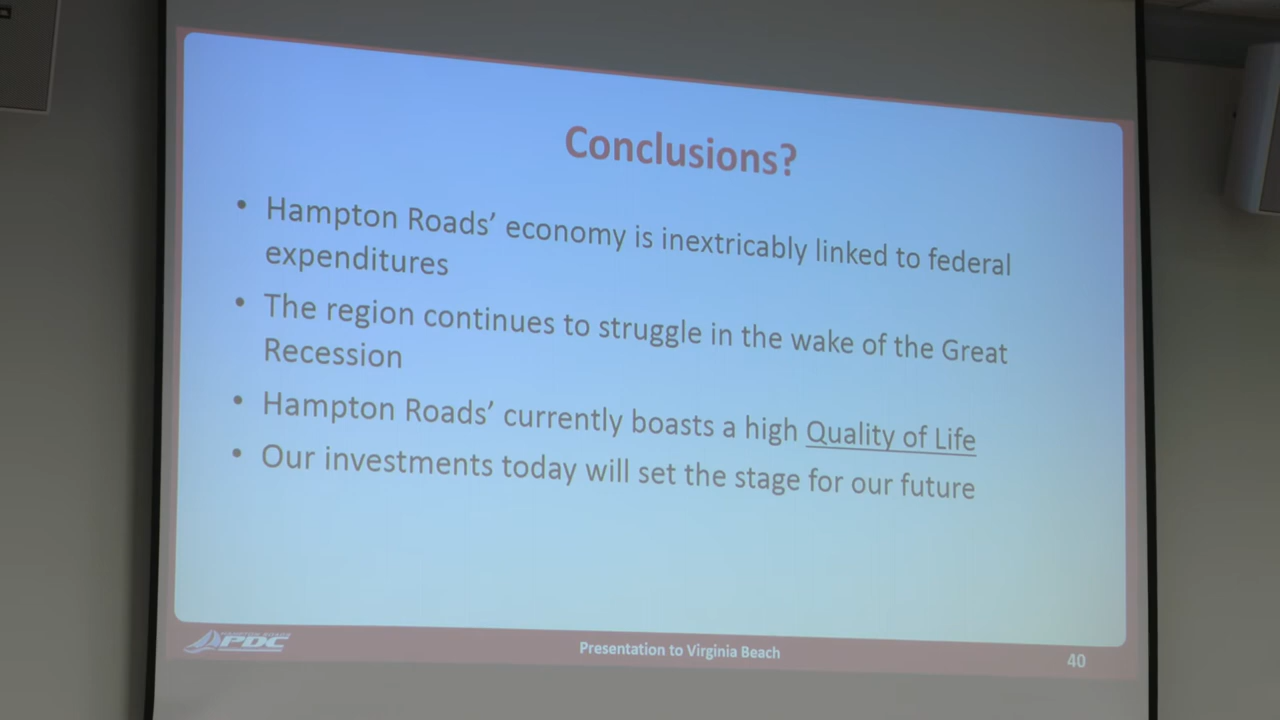 Conclusions?
• Hampton Roads’ economy is inextricably linked to federal
expenditures
• The region continues to struggle in the wake of the Great
Recession
• Hampton Roads’ currently boasts a high Quality of Life
• Our investments today will set the stage for our future
HAMPTON ROADS
PDC
Presentation to Virginia Beach
40